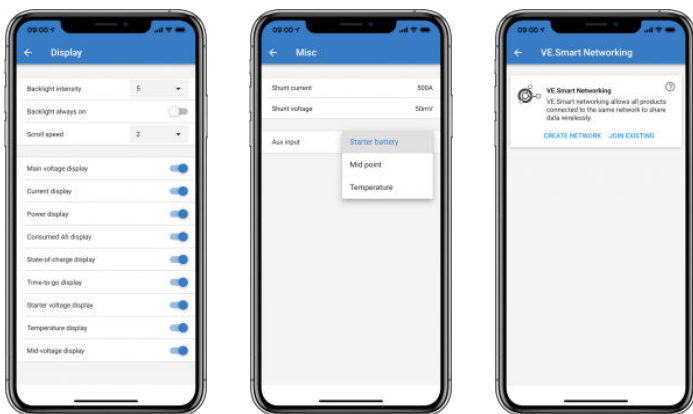 09:00
Display
Backlight intensity 5
Backlight always on
Scroll speed 2
Main voltage display
Current display
Power display
Consumed Ah display
State-of-charge display
Time-to-go display
Starter voltage display
Temperature display
Mid-voltage display
09:00
Misc
Shunt current 500A
Shunt voltage 50mV
Aux input Starter battery
Mid point
Temperature
09:00
VE.Smart Networking
VE.Smart Networking
VE.Smart networking allows all products
connected to the same network to share
data wirelessly.
CREATE NETWORK JOIN EXISTING